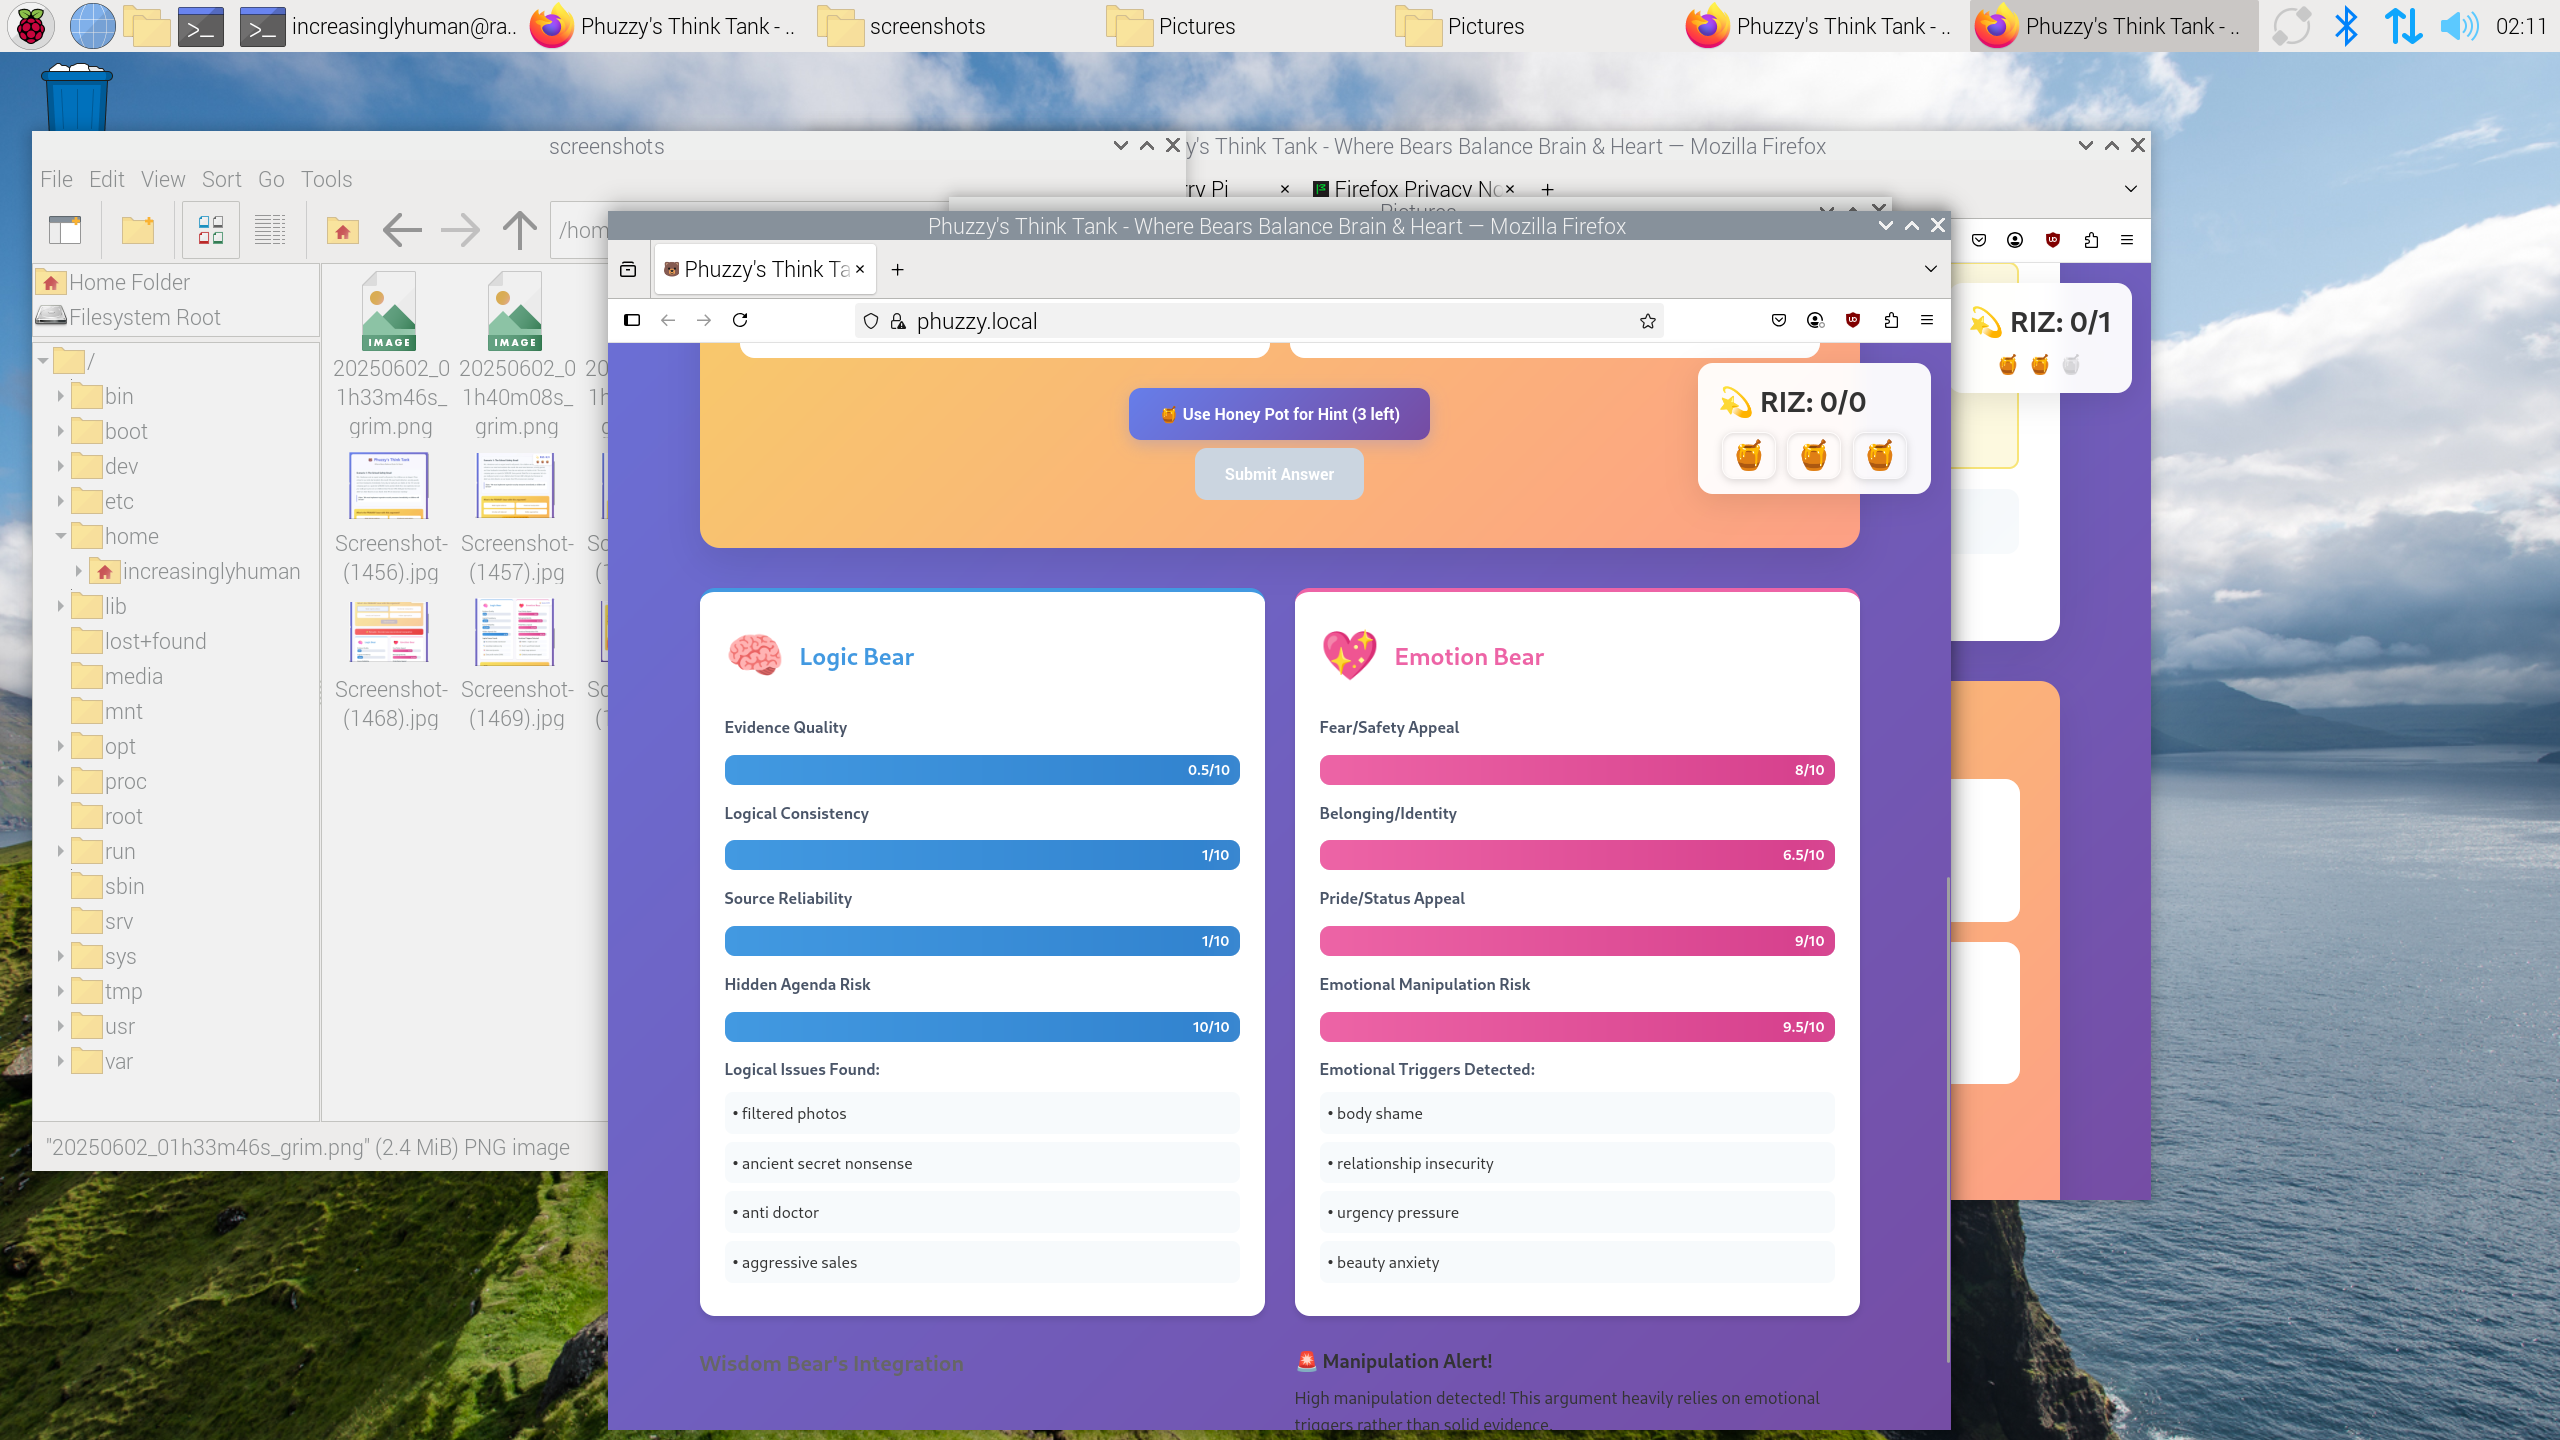 increasinglyhuman@ra..
Phuzzy's Think Tank - ..
screenshots
Pictures
Pictures
Phuzzy's Think Tank - ..
Phuzzy's Think Tank - ..
02:11
screenshots
File Edit View Sort Go Tools
/hom
Home Folder
Filesystem Root
/
bin
boot
dev
etc
home
increasinglyhuman
lib
lost+found
media
mnt
opt
proc
root
run
sbin
srv
sys
tmp
usr
var
IMAGE
20250602_0
1h33m46s_
grim.png
IMAGE
20250602_0
1h40m08s_
grim.png
Screenshot-
(1456).jpg
Screenshot-
(1457).jpg
Screenshot-
(1468).jpg
Screenshot-
(1469).jpg
"20250602_01h33m46s_grim.png" (2.4 MiB) PNG image
y's Think Tank - Where Bears Balance Brain & Heart — Mozilla Firefox
ry Pi
Firefox Privacy No
RIZ: 0/1
Pictures
Phuzzy's Think Tank - Where Bears Balance Brain & Heart — Mozilla Firefox
Phuzzy's Think Ta
phuzzy.local
Use Honey Pot for Hint (3 left)
Submit Answer
RIZ: 0/0
Logic Bear
Evidence Quality
0.5/10
Logical Consistency
1/10
Source Reliability
1/10
Hidden Agenda Risk
10/10
Logical Issues Found:
• filtered photos
• ancient secret nonsense
• anti doctor
• aggressive sales
Emotion Bear
Fear/Safety Appeal
8/10
Belonging/Identity
6.5/10
Pride/Status Appeal
9/10
Emotional Manipulation Risk
9.5/10
Emotional Triggers Detected:
• body shame
• relationship insecurity
• urgency pressure
• beauty anxiety
Wisdom Bear's Integration
Manipulation Alert!
High manipulation detected! This argument heavily relies on emotional
triggers rather than solid evidence.